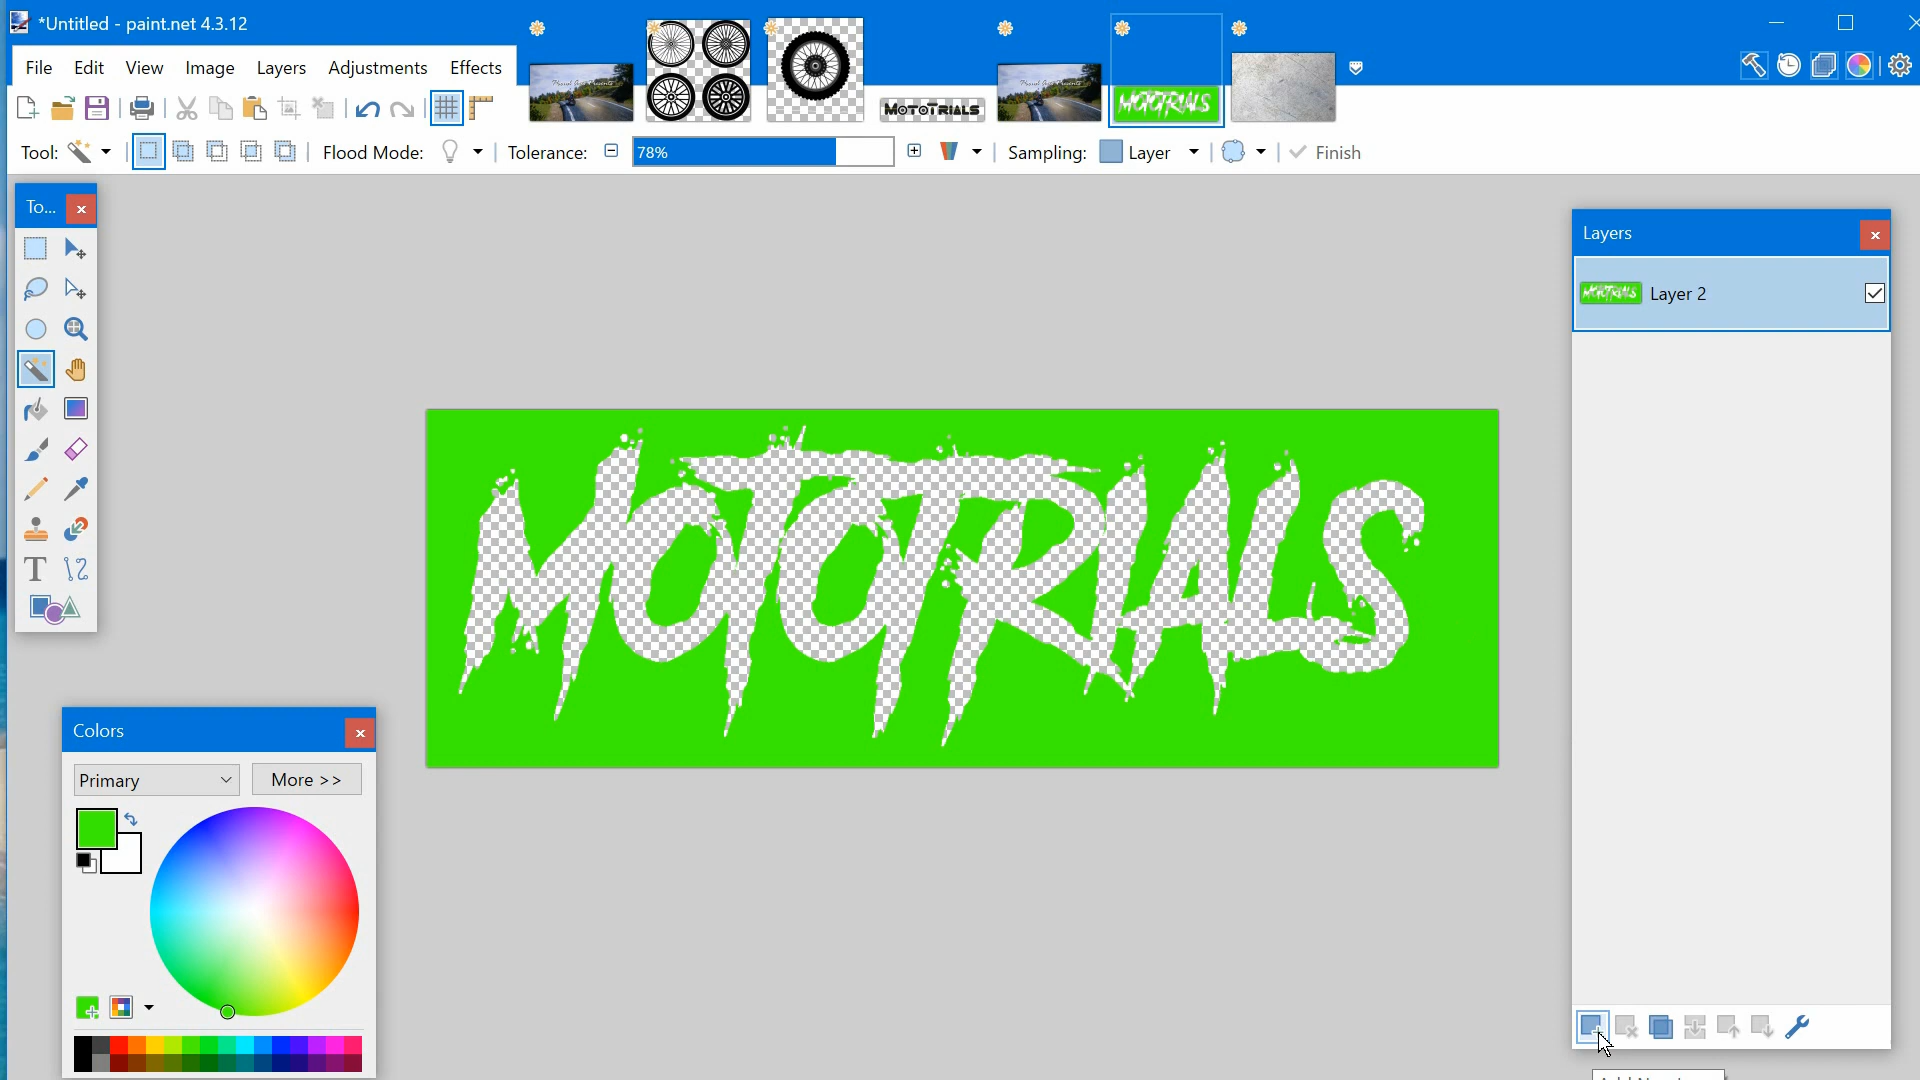 *Untitled - paint.net 4.3.12
File Edit View Image Layers Adjustments Effects
MOTOTRIALS
MOTOTRIALS
Tool: Flood Mode: Tolerance: 78% Sampling: Layer Finish
To...
Layers
MOTOTRIALS Layer 2
MOTOTRIALS
Colors
Primary More >>